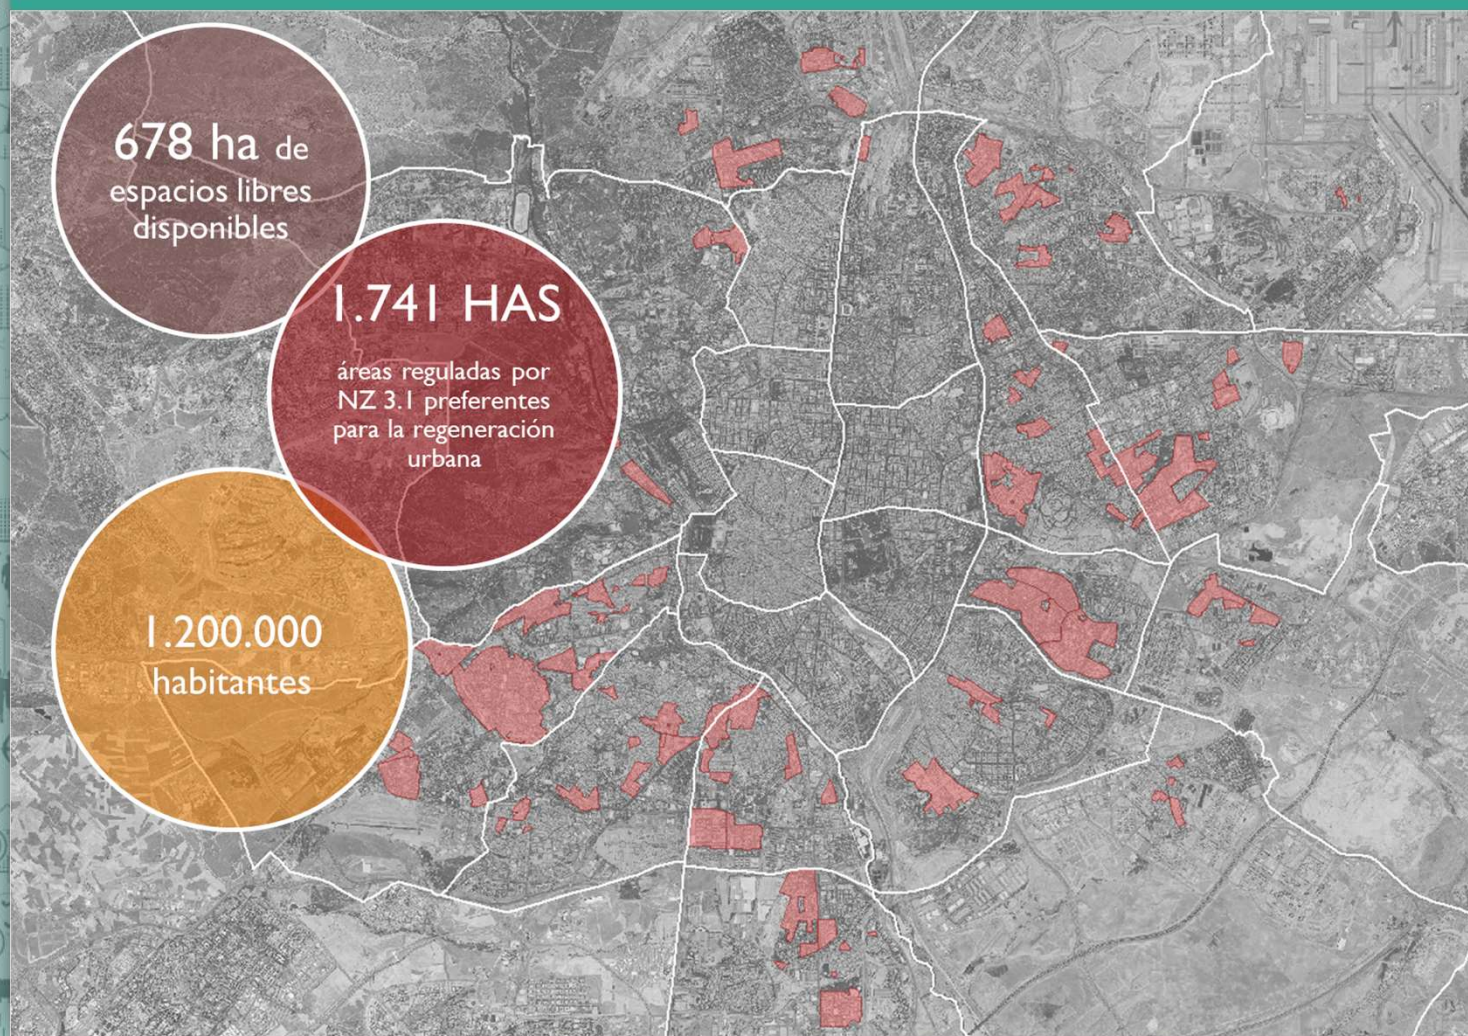 678 ha de
espacios libres
disponibles
1.741 HAS
áreas reguladas por
NZ 3.1 preferentes
para la regeneración
urbana
1.200.000
habitantes